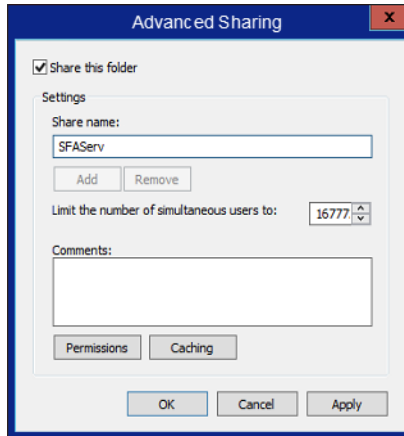 Advanced Sharing
x
Share this folder
Settings
Share name:
SFAServ
Add Remove
Limit the number of simultaneous users to: 16777
Comments:
Permissions Caching
OK Cancel Apply